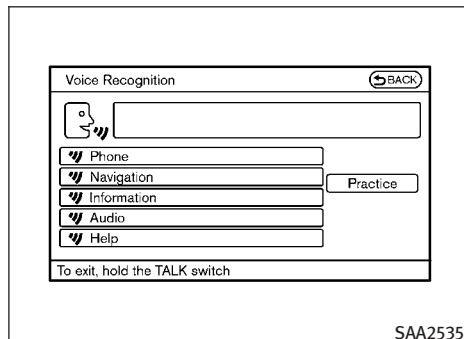 Voice Recognition
BACK
Phone
Navigation
Practice
Information
Audio
Help
To exit, hold the TALK switch
SAA2535